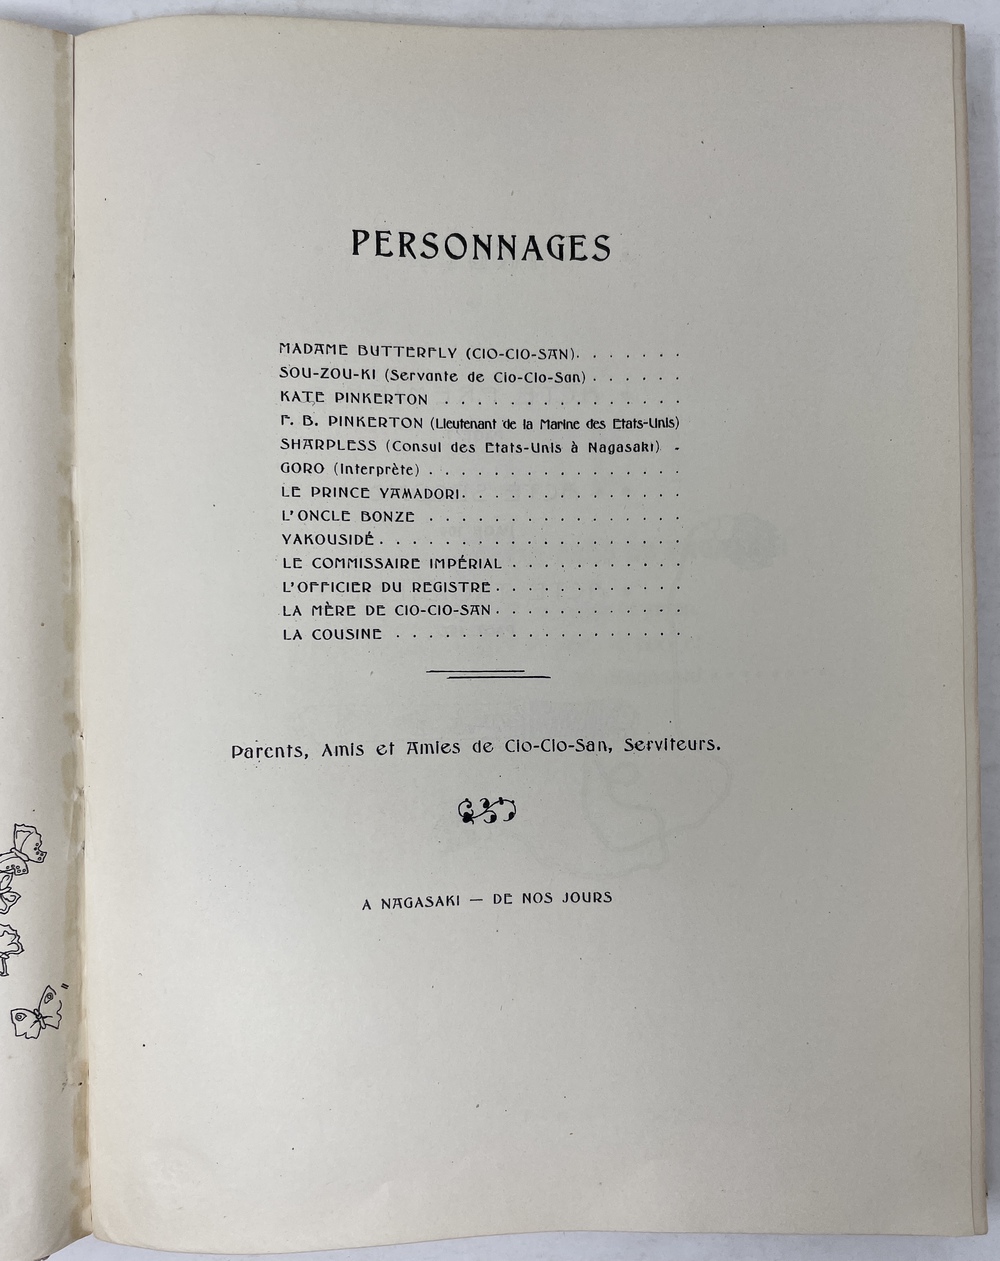 PERSONNAGES
MADAME BUTTERFLY (CIO-CIO-SAN). . . . . . .
SOU-ZOU-KI (Servante de Cio-Cio-San) . . . . . .
KATE PINKERTON . . . . . . . . . . . . . .
F. B. PINKERTON (Lieutenant de la Marine des Etats-Unis)
SHARPLESS (Consul des Etats-Unis à Nagasaki) .
GORO (Interprète) . . . . . . . . . . . . . . .
LE PRINCE YAMADORI. . . . . . . . . . . . .
L'ONCLE BONZE . . . . . . . . . . . . . . .
YAKOUSIDÉ. . . . . . . . . . . . . . . . . .
LE COMMISSAIRE IMPÉRIAL . . . . . . . . . . .
L'OFFICIER DU REGISTRE. . . . . . . . . . . .
LA MÈRE DE CIO-CIO-SAN. . . . . . . . . . . .
LA COUSINE . . . . . . . . . . . . . . . . . .
Parents, Amis et Amies de Cio-Cio-San, Serviteurs.
A NAGASAKI — DE NOS JOURS